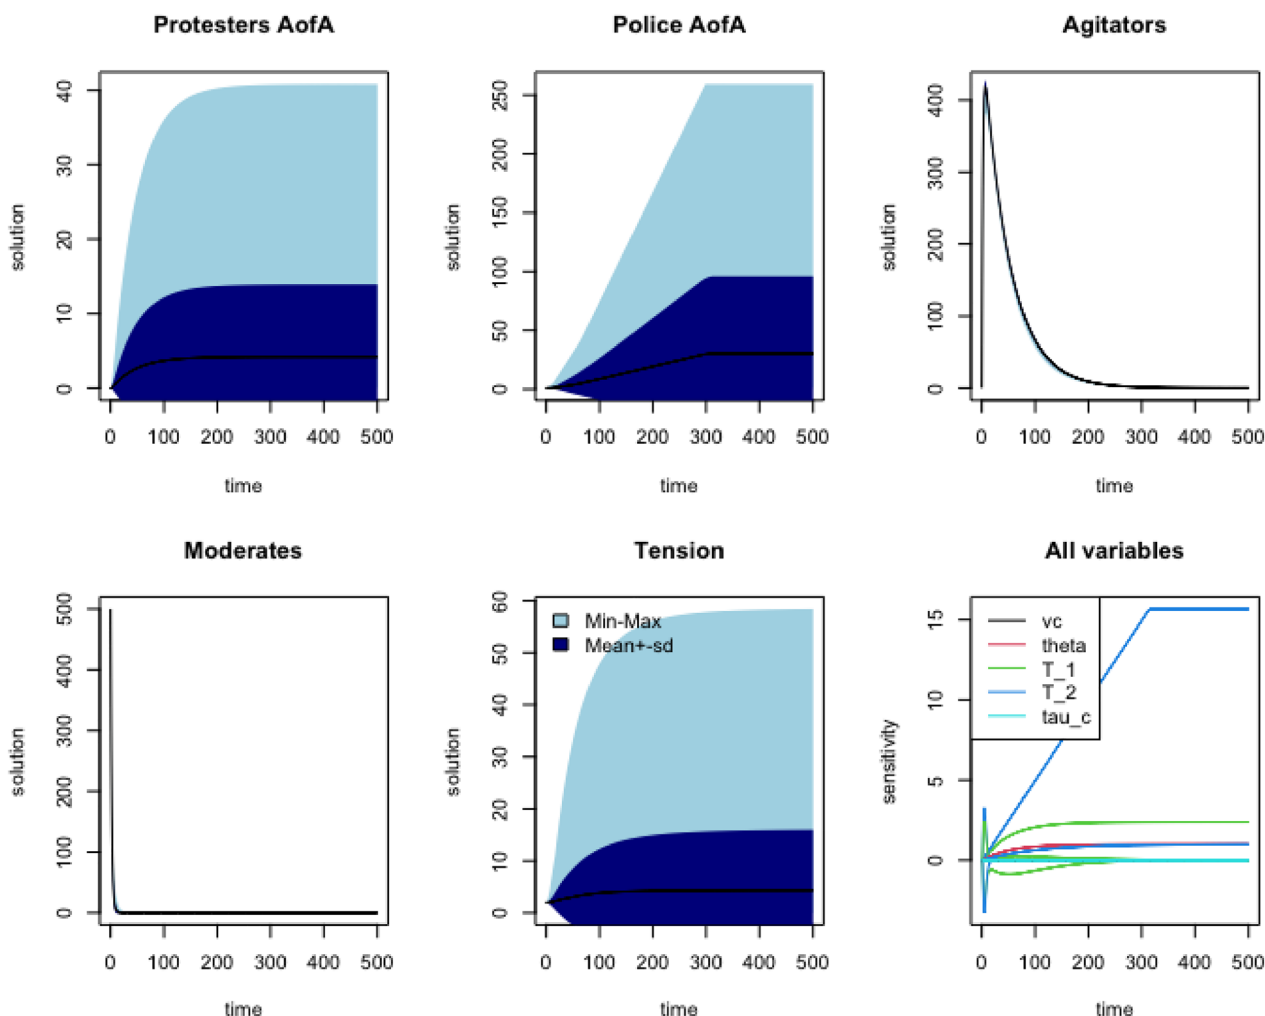 Protesters AofA
solution
40
30
20
10
0
0 100 200 300 400 500
time
Police AofA
solution
250
200
150
100
50
0
0 100 200 300 400 500
time
Agitators
solution
400
300
200
100
0
0 100 200 300 400 500
time
Moderates
solution
500
400
300
200
100
0
0 100 200 300 400 500
time
Tension
Min-Max
Mean+-sd
solution
60
50
40
30
20
10
0
0 100 200 300 400 500
time
All variables
vc
theta
T_1
T_2
tau_c
sensitivity
15
10
5
0
0 100 200 300 400 500
time